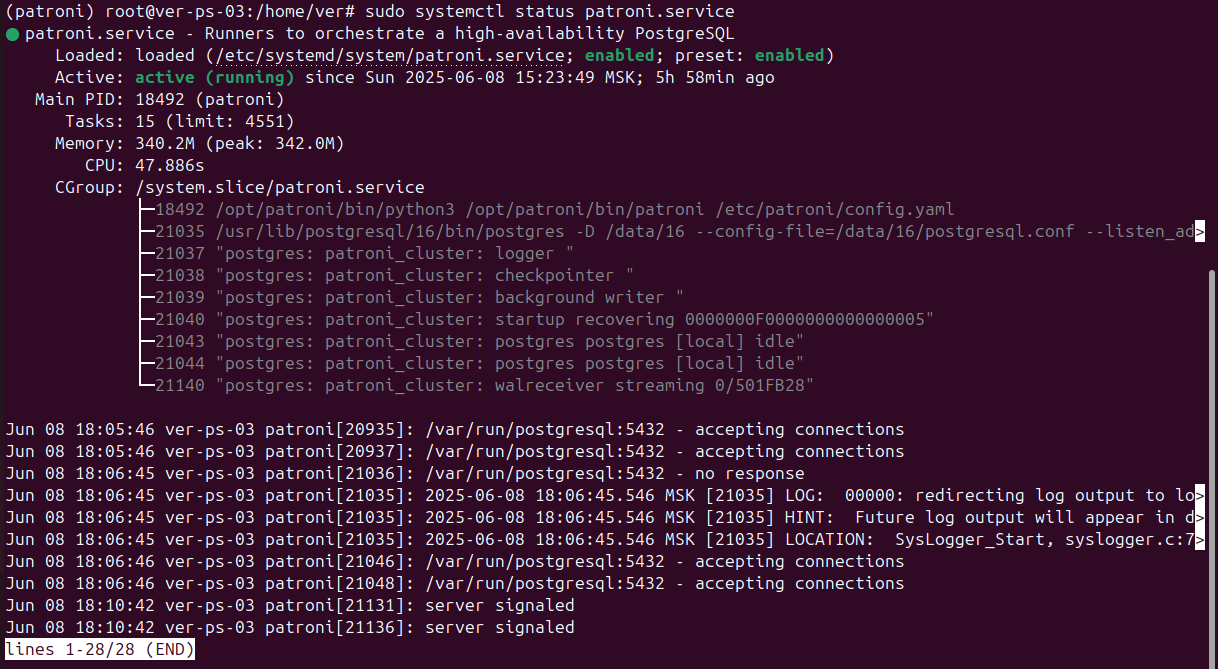 (patroni) root@ver-ps-03:/home/ver# sudo systemctl status patroni.service
● patroni.service - Runners to orchestrate a high-availability PostgreSQL
     Loaded: loaded (/etc/systemd/system/patroni.service; enabled; preset: enabled)
     Active: active (running) since Sun 2025-06-08 15:23:49 MSK; 5h 58min ago
   Main PID: 18492 (patroni)
      Tasks: 15 (limit: 4551)
     Memory: 340.2M (peak: 342.0M)
        CPU: 47.886s
     CGroup: /system.slice/patroni.service
             ├─18492 /opt/patroni/bin/python3 /opt/patroni/bin/patroni /etc/patroni/config.yaml
             ├─21035 /usr/lib/postgresql/16/bin/postgres -D /data/16 --config-file=/data/16/postgresql.conf --listen_ad>
             ├─21037 "postgres: patroni_cluster: logger "
             ├─21038 "postgres: patroni_cluster: checkpointer "
             ├─21039 "postgres: patroni_cluster: background writer "
             ├─21040 "postgres: patroni_cluster: startup recovering 0000000F0000000000000005"
             ├─21043 "postgres: patroni_cluster: postgres postgres [local] idle"
             ├─21044 "postgres: patroni_cluster: postgres postgres [local] idle"
             └─21140 "postgres: patroni_cluster: walreceiver streaming 0/501FB28"

Jun 08 18:05:46 ver-ps-03 patroni[20935]: /var/run/postgresql:5432 - accepting connections
Jun 08 18:05:46 ver-ps-03 patroni[20937]: /var/run/postgresql:5432 - accepting connections
Jun 08 18:06:45 ver-ps-03 patroni[21036]: /var/run/postgresql:5432 - no response
Jun 08 18:06:45 ver-ps-03 patroni[21035]: 2025-06-08 18:06:45.546 MSK [21035] LOG:  00000: redirecting log output to lo>
Jun 08 18:06:45 ver-ps-03 patroni[21035]: 2025-06-08 18:06:45.546 MSK [21035] HINT:  Future log output will appear in d>
Jun 08 18:06:45 ver-ps-03 patroni[21035]: 2025-06-08 18:06:45.546 MSK [21035] LOCATION:  SysLogger_Start, syslogger.c:7>
Jun 08 18:06:46 ver-ps-03 patroni[21046]: /var/run/postgresql:5432 - accepting connections
Jun 08 18:06:46 ver-ps-03 patroni[21048]: /var/run/postgresql:5432 - accepting connections
Jun 08 18:10:42 ver-ps-03 patroni[21131]: server signaled
Jun 08 18:10:42 ver-ps-03 patroni[21136]: server signaled
lines 1-28/28 (END)